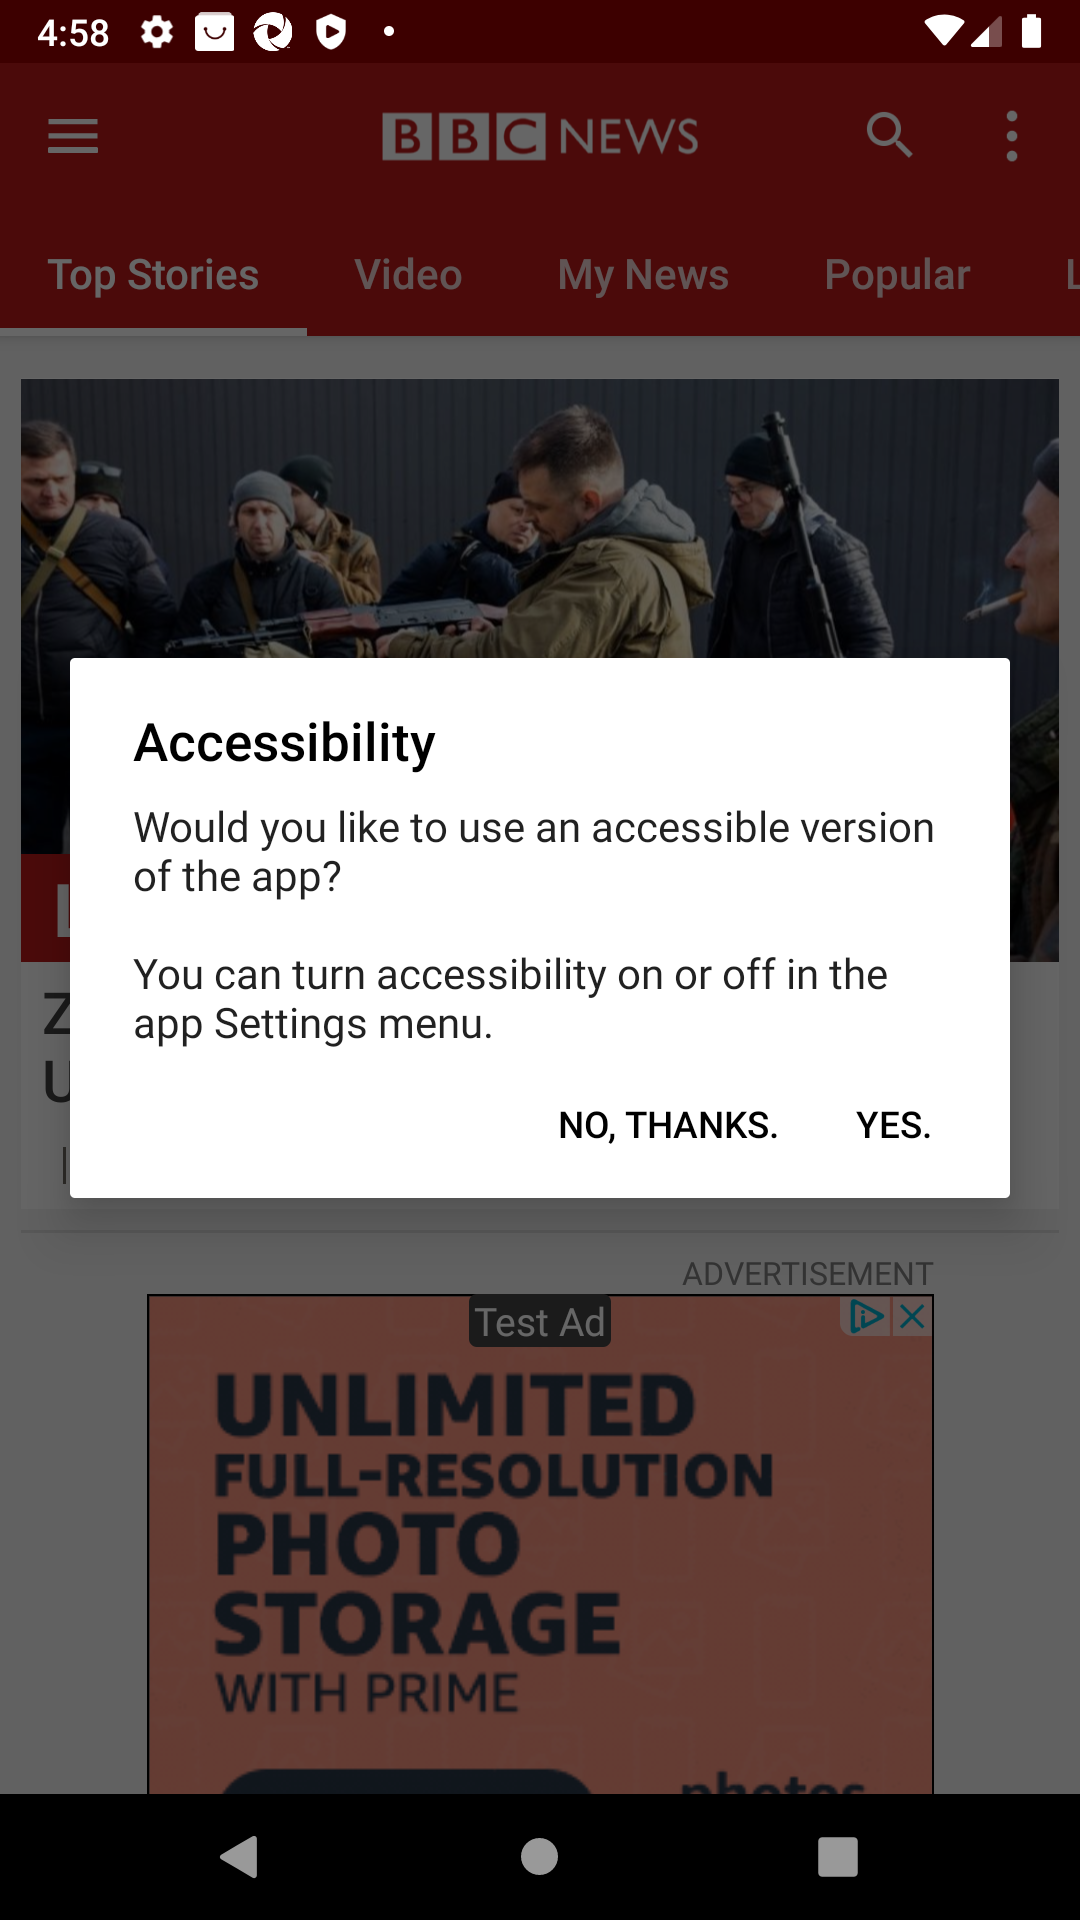 4:58
BBC NEWS
Top Stories Video My News Popular
Accessibility
Would you like to use an accessible version
of the app?
You can turn accessibility on or off in the
app Settings menu.
NO, THANKS. YES.
ADVERTISEMENT
Test Ad
UNLIMITED
FULL-RESOLUTION
PHOTO
STORAGE
WITH PRIME
photos